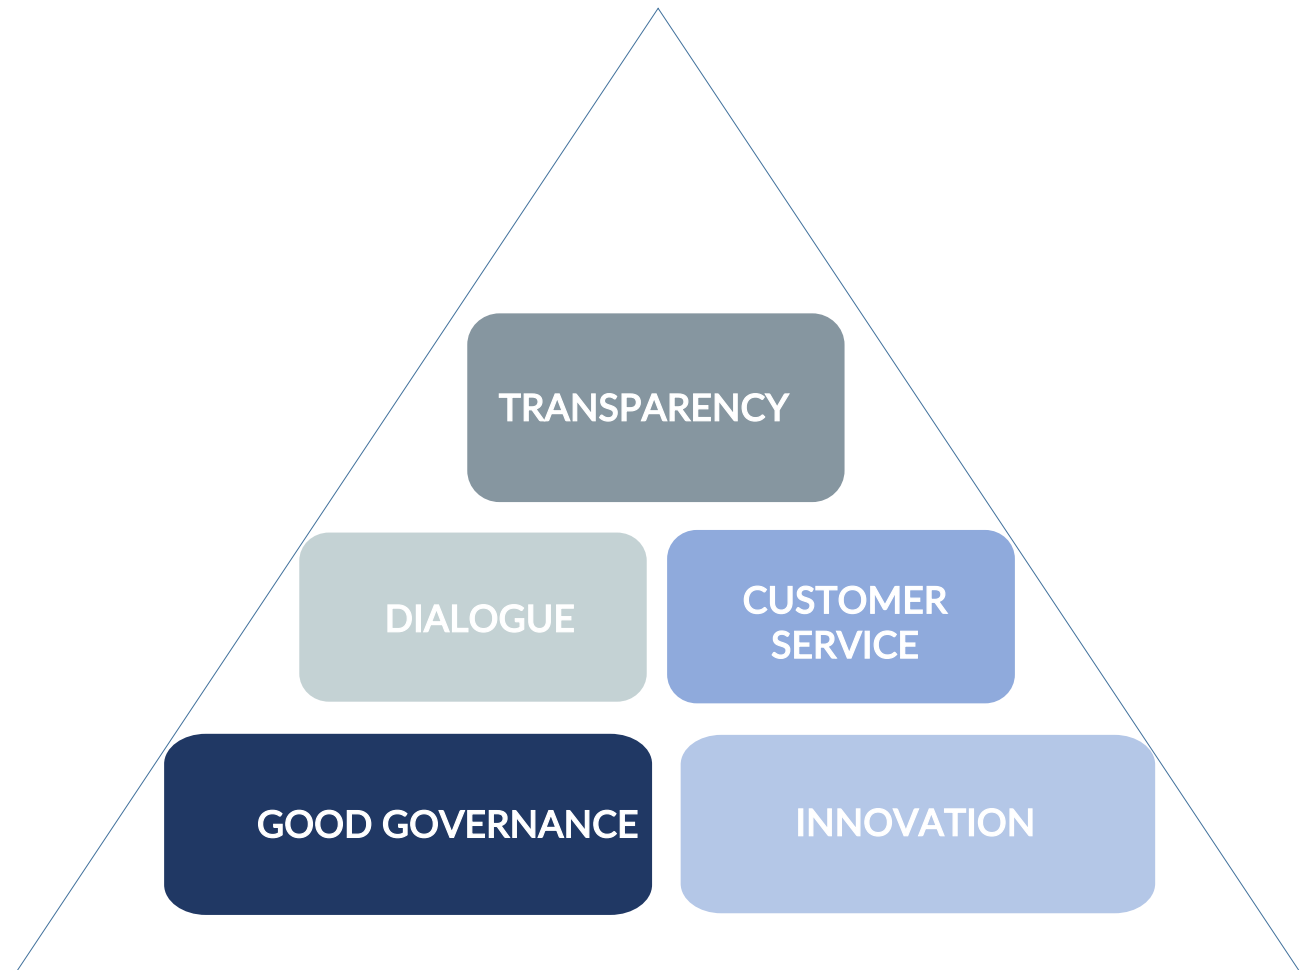 TRANSPARENCY
DIALOGUE
CUSTOMER
SERVICE
GOOD GOVERNANCE
INNOVATION